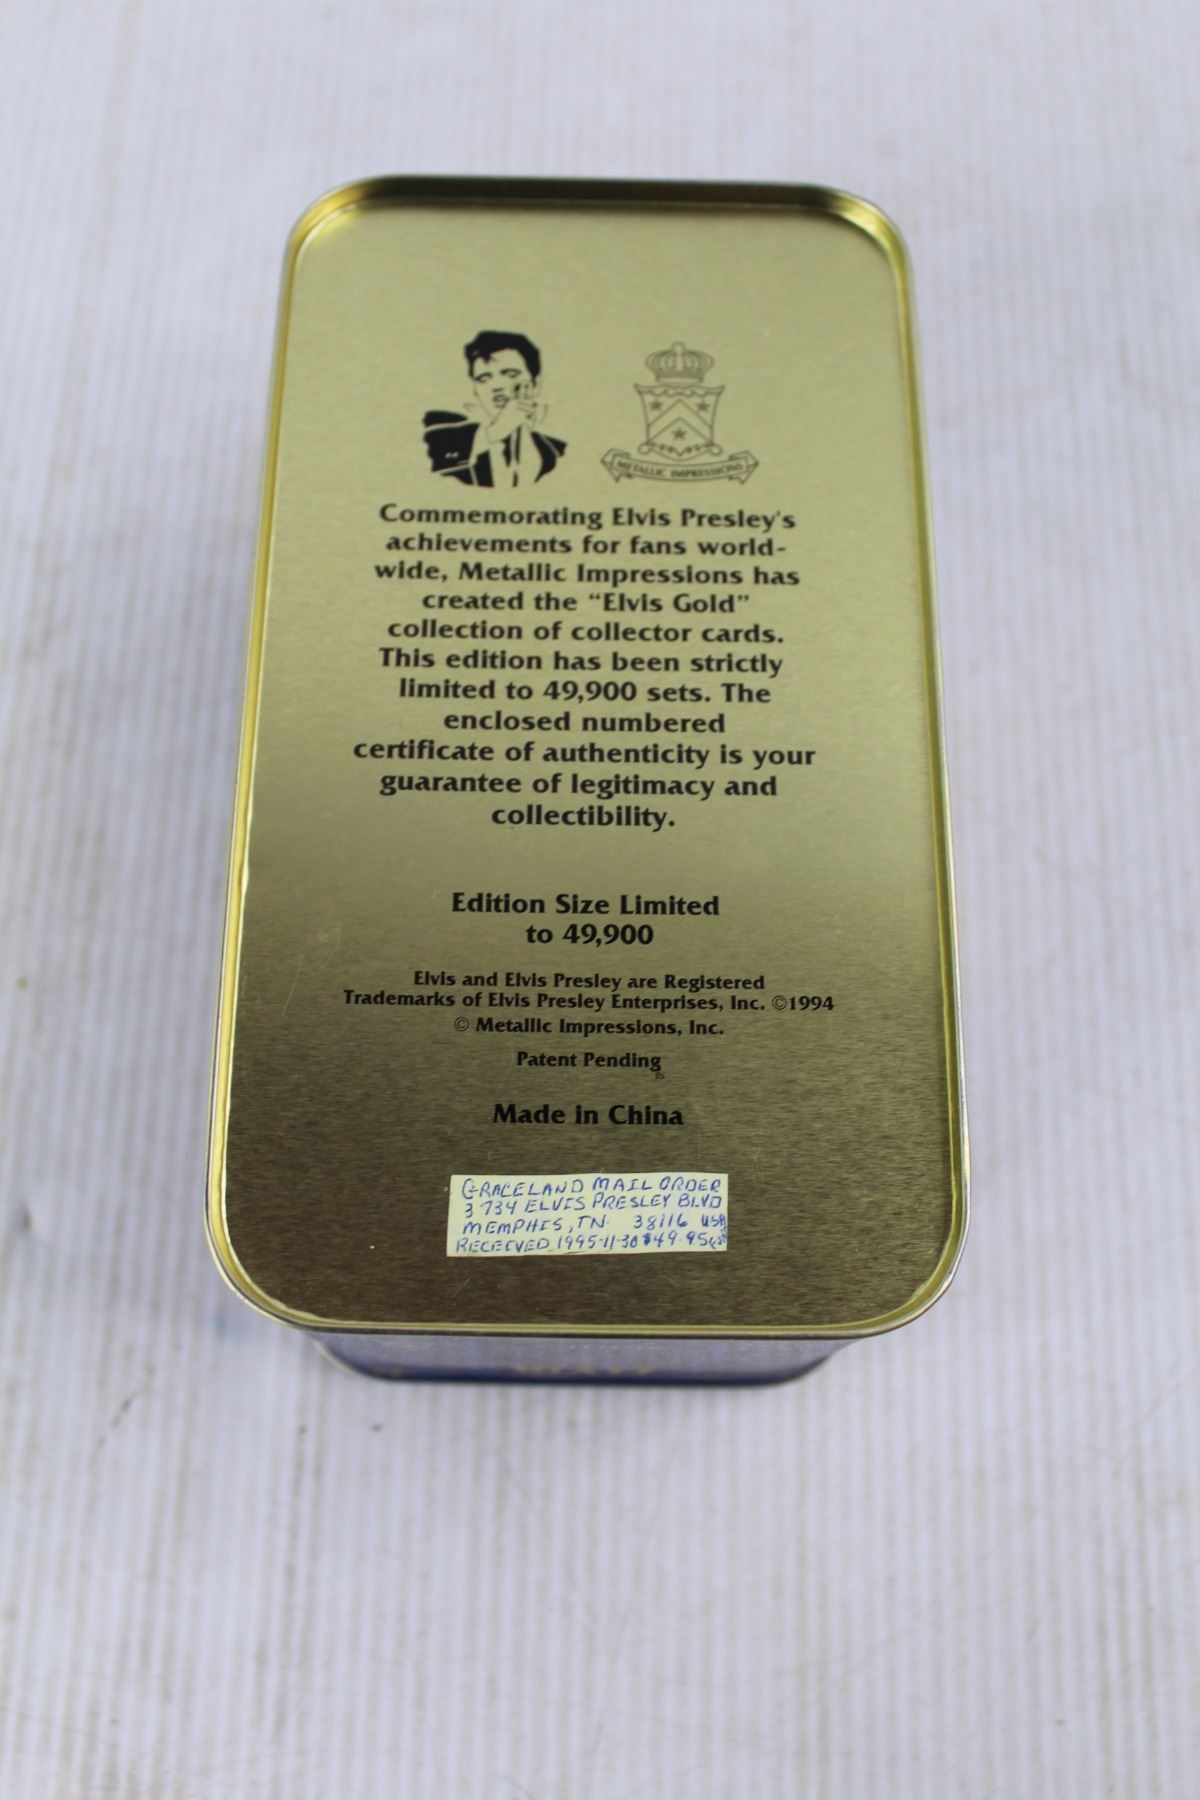 METALLIC IMPRESSIONS
Commemorating Elvis Presley's
achievements for fans world-
wide, Metallic Impressions has
created the “Elvis Gold”
collection of collector cards.
This edition has been strictly
limited to 49,900 sets. The
enclosed numbered
certificate of authenticity is your
guarantee of legitimacy and
collectibility.
Edition Size Limited
to 49,900
Elvis and Elvis Presley are Registered
Trademarks of Elvis Presley Enterprises, Inc. ©1994
© Metallic Impressions, Inc.
Patent Pending
Made in China
GRACELAND MAIL ORDER
3734 ELVIS PRESLEY BLVD
MEMPHIS, TN. 38116 USA
RECEIVED 1995-11-30 $49.95